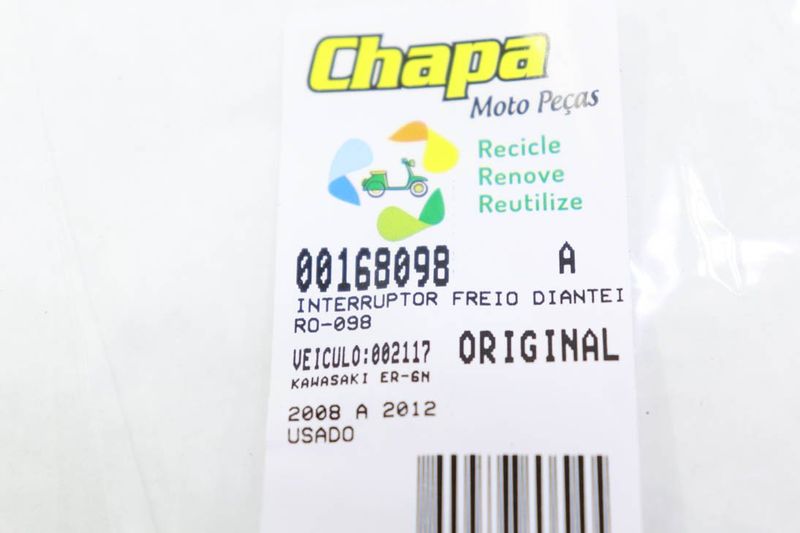 Chapa
Moto Peças
Recicle
Renove
Reutilize
00168098 A
INTERRUPTOR FREIO DIANTEI
RO-098
VEICULO:002117 ORIGINAL
KAWASAKI ER-6N
2008 A 2012
USADO